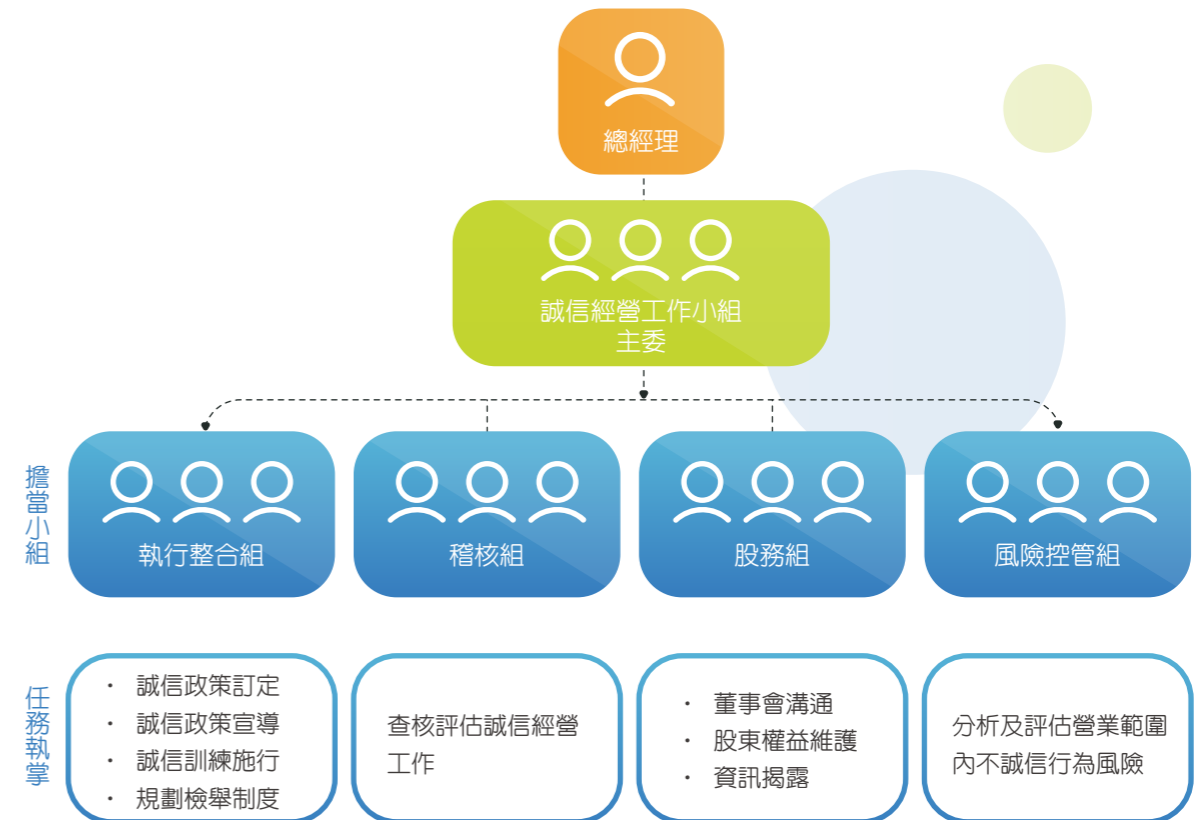 總經理
誠信經營工作小組
主委
擔當小組
執行整合組
稽核組
股務組
風險控管組
任務執掌
· 誠信政策訂定
· 誠信政策宣導
· 誠信訓練施行
· 規劃檢舉制度
查核評估誠信經營
工作
· 董事會溝通
· 股東權益維護
· 資訊揭露
分析及評估營業範圍
內不誠信行為風險